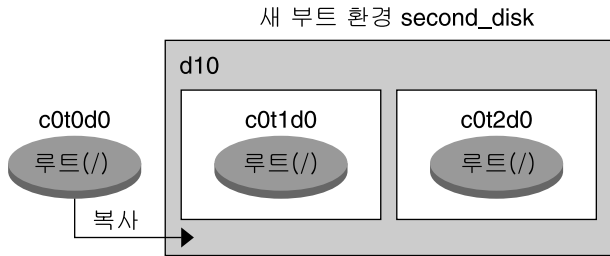 새 부트 환경 second_disk
d10
c0t0d0
c0t1d0
c0t2d0
루트(/)
루트(/)
루트(/)
복사